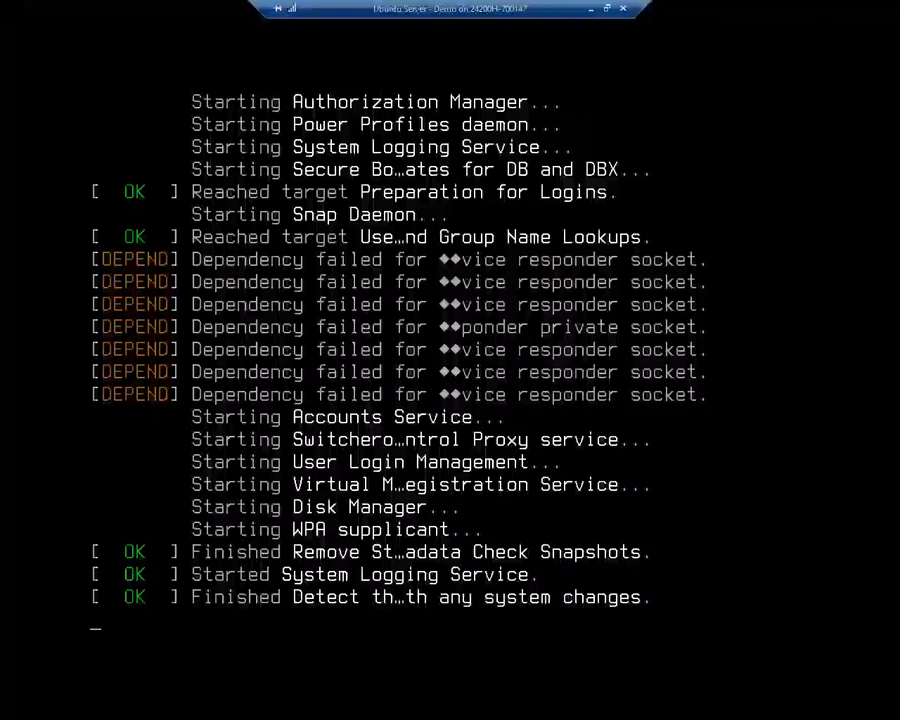 Ubuntu Server - Demo on 24200H-700147
Starting Authorization Manager...
Starting Power Profiles daemon...
Starting System Logging Service...
Starting Secure Bo…ates for DB and DBX...
[ OK ] Reached target Preparation for Logins.
Starting Snap Daemon...
[ OK ] Reached target Use…nd Group Name Lookups.
[DEPEND] Dependency failed for ◆◆vice responder socket.
[DEPEND] Dependency failed for ◆◆vice responder socket.
[DEPEND] Dependency failed for ◆◆vice responder socket.
[DEPEND] Dependency failed for ◆◆ponder private socket.
[DEPEND] Dependency failed for ◆◆vice responder socket.
[DEPEND] Dependency failed for ◆◆vice responder socket.
[DEPEND] Dependency failed for ◆◆vice responder socket.
Starting Accounts Service...
Starting Switchero…ntrol Proxy service...
Starting User Login Management...
Starting Virtual M…egistration Service...
Starting Disk Manager...
Starting WPA supplicant...
[ OK ] Finished Remove St…adata Check Snapshots.
[ OK ] Started System Logging Service.
[ OK ] Finished Detect th…th any system changes.
_